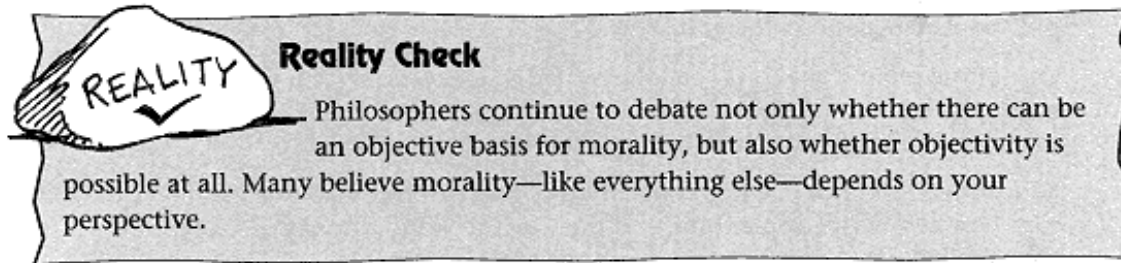 REALITY
Reality Check
Philosophers continue to debate not only whether there can be
an objective basis for morality, but also whether objectivity is
possible at all. Many believe morality—like everything else—depends on your
perspective.